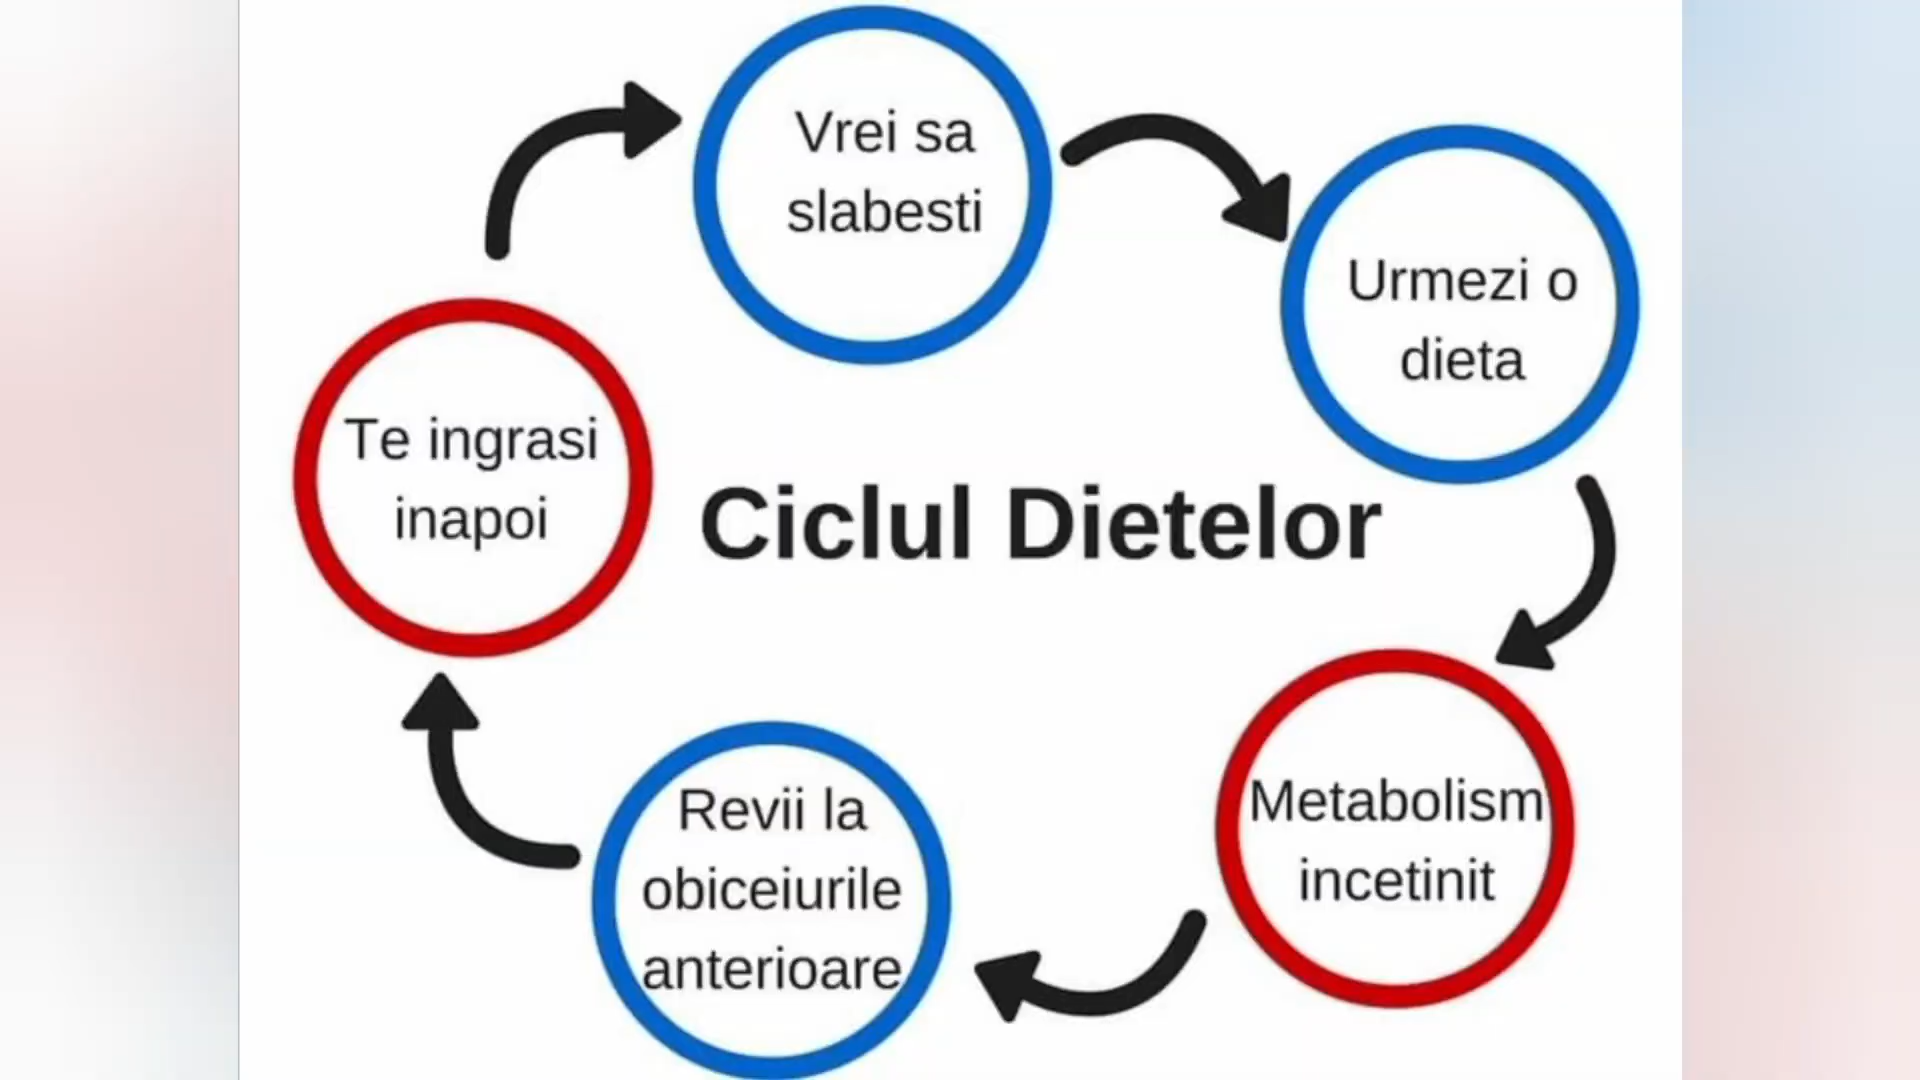 Vrei sa
slabesti
Urmezi o
dieta
Metabolism
incetinit
Revii la
obiceiurile
anterioare
Te ingrasi
inapoi
Ciclul Dietelor